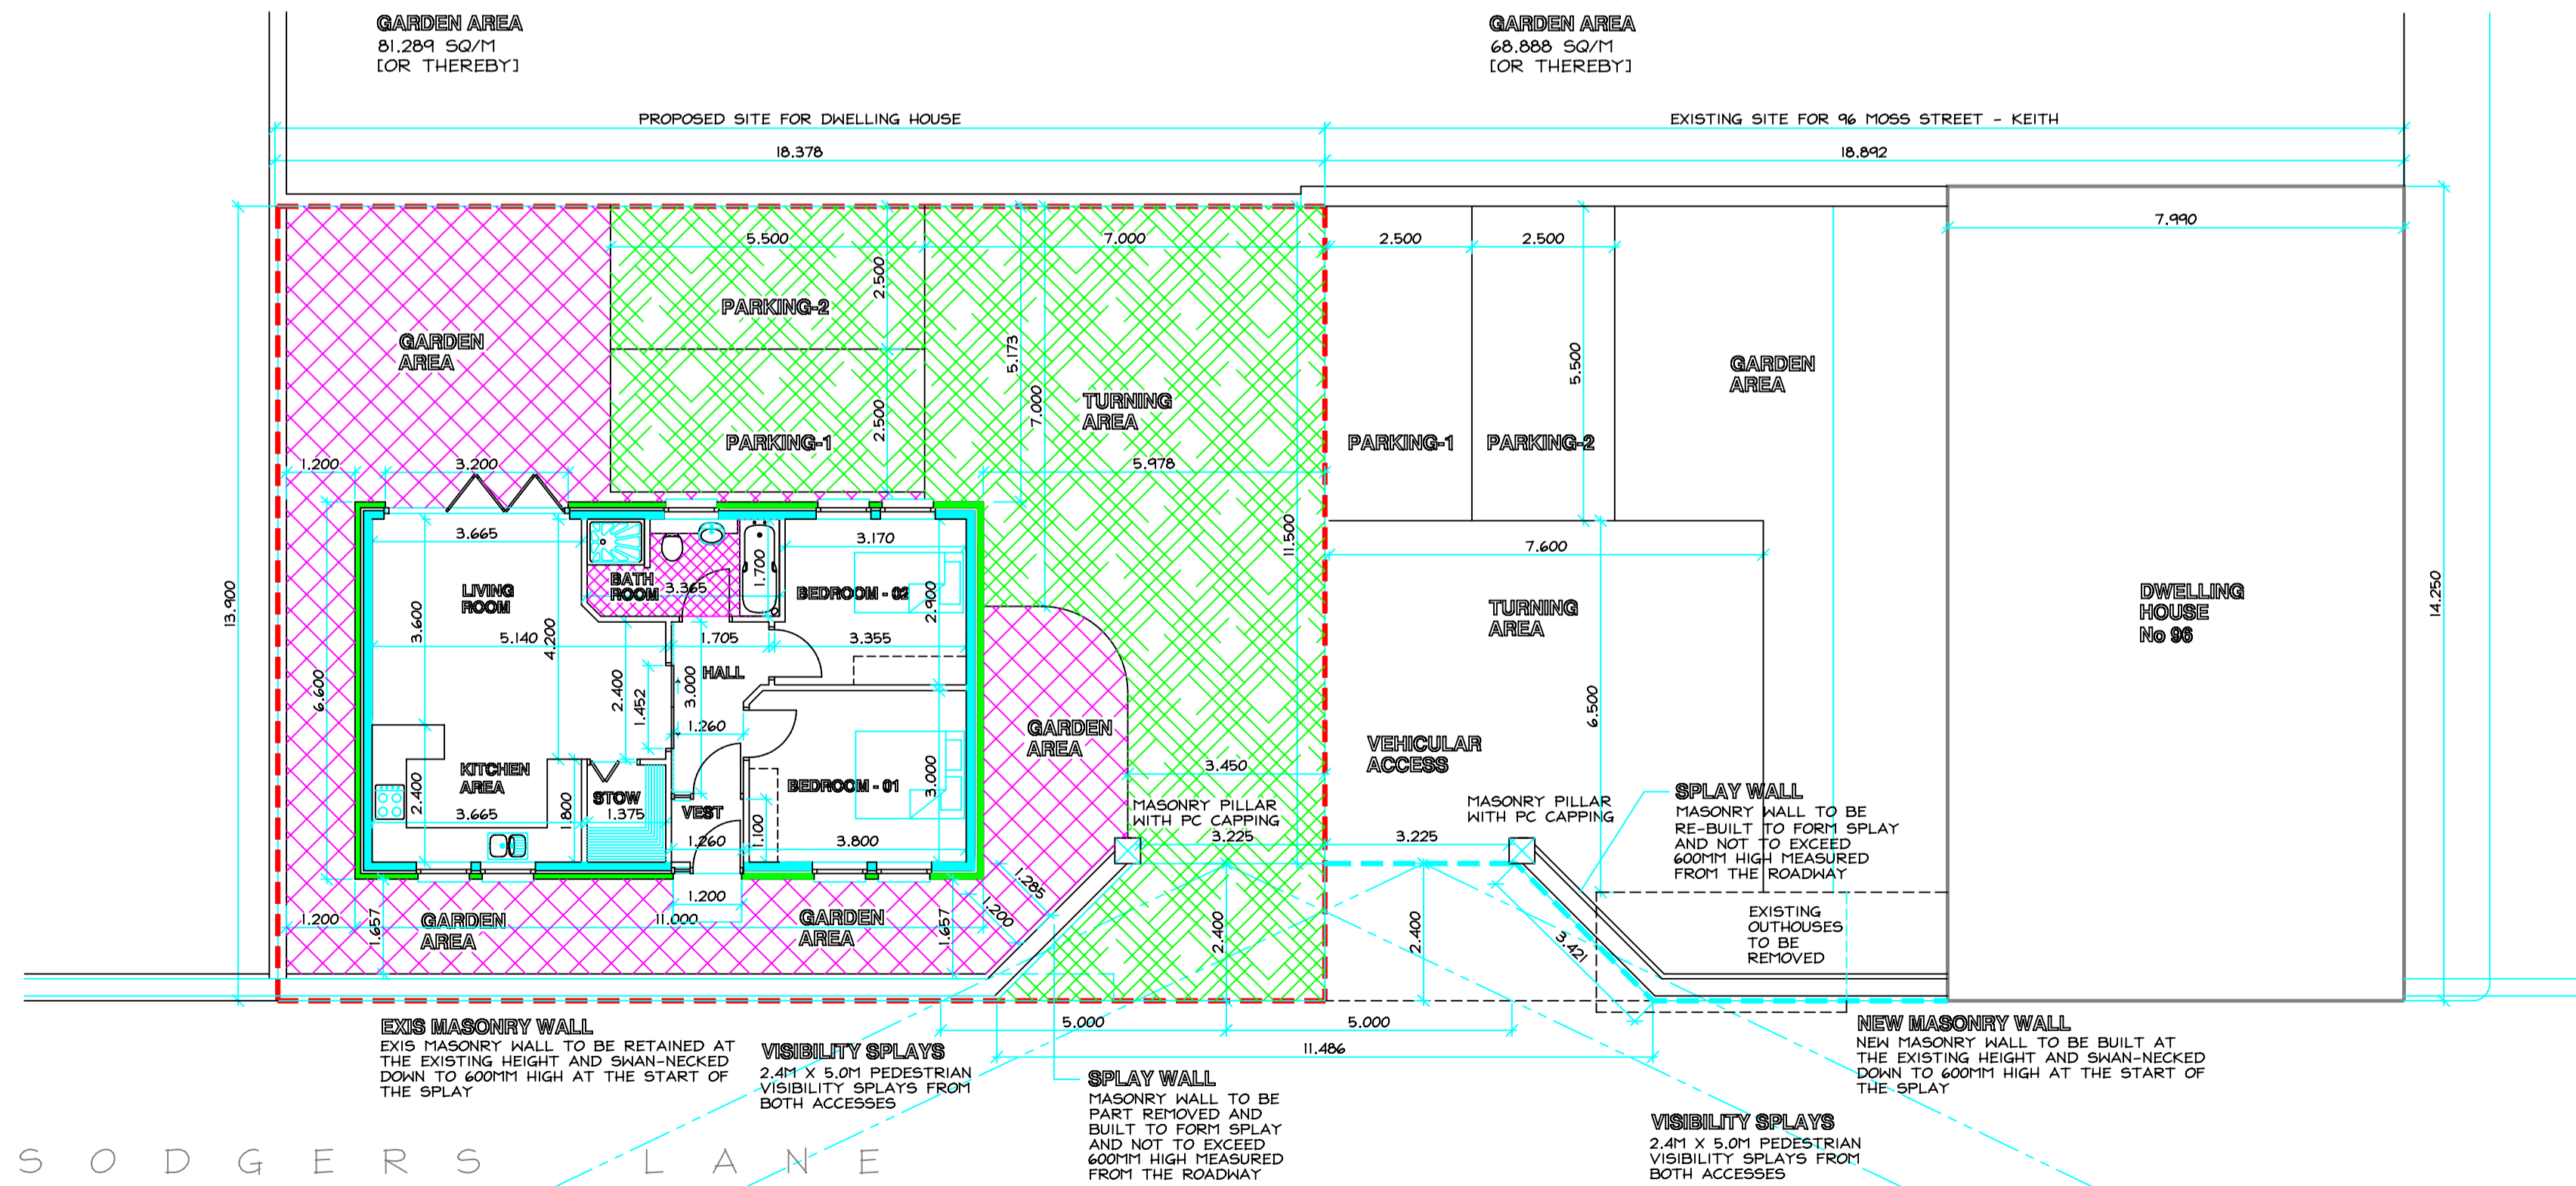 GARDEN AREA
81.289 SQ/M
[OR THEREBY]
GARDEN AREA
68.888 SQ/M
[OR THEREBY]
PROPOSED SITE FOR DWELLING HOUSE
EXISTING SITE FOR 96 MOSS STREET - KEITH
18.378
18.892
7.990
5.500
7.000
2.500
2.500
2.500
PARKING-2
GARDEN
AREA
5.173
7.000
TURNING
AREA
5.500
GARDEN
AREA
2.500
PARKING-1
PARKING-1
PARKING-2
1.200
3.200
5.978
11.500
13.900
14.250
3.665
3.170
7.600
LIVING
ROOM
BATH
ROOM
3.365
1.700
BEDROOM - 02
2.900
3.600
5.140
4.200
1.705
3.355
TURNING
AREA
DWELLING
HOUSE
No 96
6.600
2.400
1.452
3.000
HALL
1.260
6.500
GARDEN
AREA
VEHICULAR
ACCESS
KITCHEN
AREA
2.400
3.665
1.800
STOW
1.375
VEST
1.260
1.100
BEDROOM - 01
3.000
3.800
3.450
MASONRY PILLAR
WITH PC CAPPING
3.225
3.225
MASONRY PILLAR
WITH PC CAPPING
SPLAY WALL
MASONRY WALL TO BE
RE-BUILT TO FORM SPLAY
AND NOT TO EXCEED
600MM HIGH MEASURED
FROM THE ROADWAY
1.200
1.657
GARDEN
AREA
11.000
1.200
GARDEN
AREA
1.657
1.285
1.200
2.400
2.400
3.421
EXISTING
OUTHOUSES
TO BE
REMOVED
5.000
5.000
11.486
EXIS MASONRY WALL
EXIS MASONRY WALL TO BE RETAINED AT
THE EXISTING HEIGHT AND SWAN-NECKED
DOWN TO 600MM HIGH AT THE START OF
THE SPLAY
VISIBILITY SPLAYS
2.4M X 5.0M PEDESTRIAN
VISIBILITY SPLAYS FROM
BOTH ACCESSES
SPLAY WALL
MASONRY WALL TO BE
PART REMOVED AND
BUILT TO FORM SPLAY
AND NOT TO EXCEED
600MM HIGH MEASURED
FROM THE ROADWAY
NEW MASONRY WALL
NEW MASONRY WALL TO BE BUILT AT
THE EXISTING HEIGHT AND SWAN-NECKED
DOWN TO 600MM HIGH AT THE START OF
THE SPLAY
VISIBILITY SPLAYS
2.4M X 5.0M PEDESTRIAN
VISIBILITY SPLAYS FROM
BOTH ACCESSES
SODGERS LANE